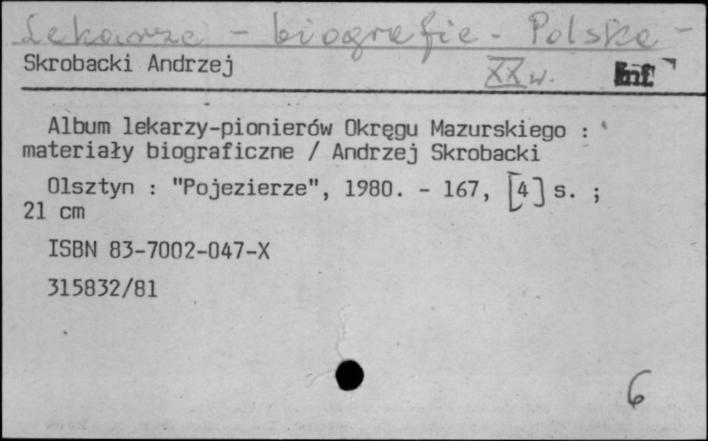 Lekarze - biografie - Polska -
Skrobacki Andrzej XX w. Inf.
Album lekarzy-pionierów Okręgu Mazurskiego :
materiały biograficzne / Andrzej Skrobacki
Olsztyn : "Pojezierze", 1980. - 167, [4] s. ;
21 cm
ISBN 83-7002-047-X
315832/81
6